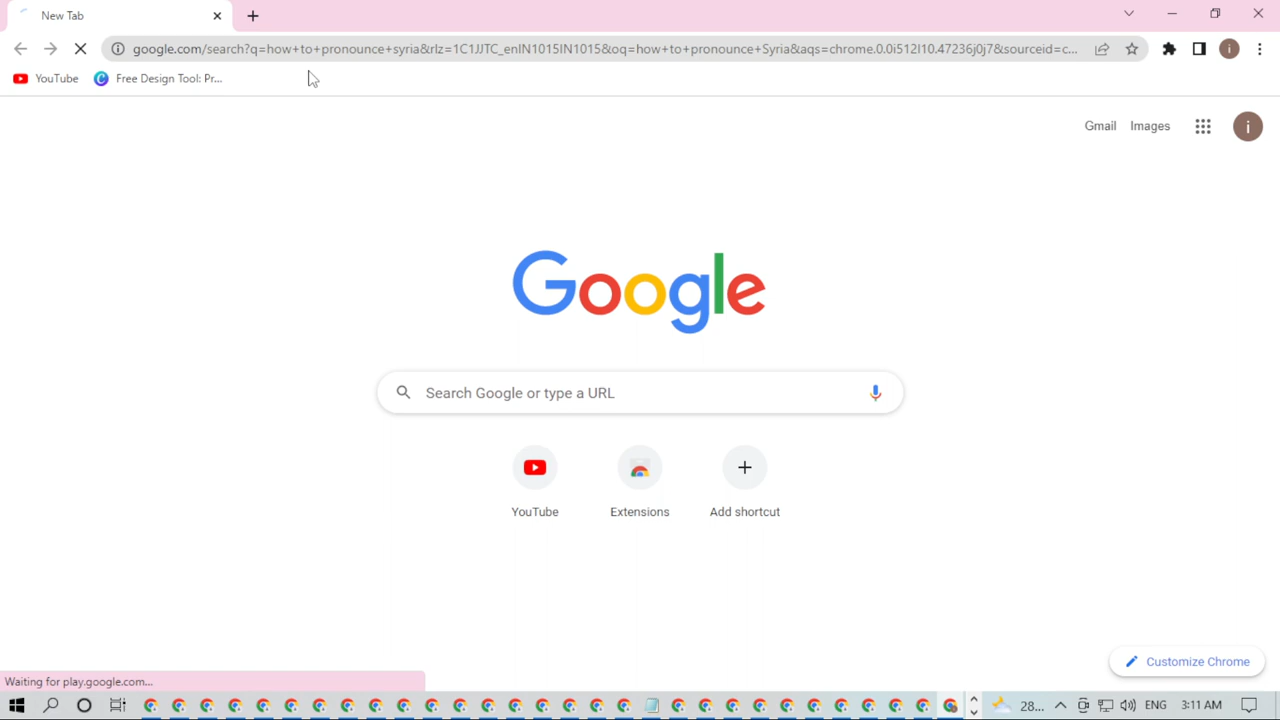 New Tab
google.com/search?q=how+to+pronounce+syria&rlz=1C1JJTC_enIN1015IN1015&oq=how+to+pronounce+Syria&aqs=chrome.0.0i512l10.47236j0j7&sourceid=c...
i
YouTube
Free Design Tool: Pr...
Gmail
Images
i
Google
Search Google or type a URL
YouTube
Extensions
Add shortcut
Customize Chrome
Waiting for play.google.com...
28...
ENG
3:11 AM